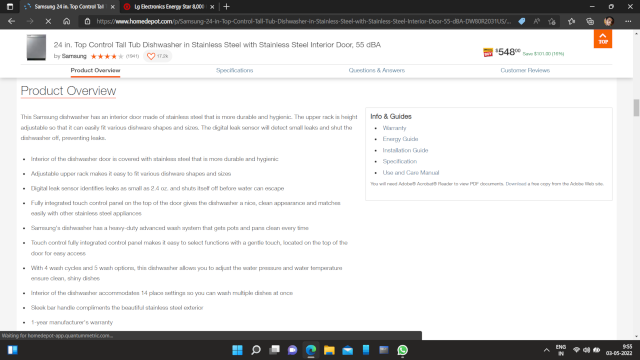 Samsung 24 in. Top Control Tal
Lg Electronics Energy Star 8,000
https://www.homedepot.com/p/Samsung-24-in-Top-Control-Tall-Tub-Dishwasher-in-Stainless-Steel-with-Stainless-Steel-Interior-Door-55-dBA-DW80R2031US/...
24 in. Top Control Tall Tub Dishwasher in Stainless Steel with Stainless Steel Interior Door, 55 dBA
by Samsung (1941) 17.2k
$548.00 Save $101.00 (16%)
TOP
Product Overview Specifications Questions & Answers Customer Reviews
Product Overview
This Samsung dishwasher has an interior door made of stainless steel that is more durable and hygienic. The upper rack is height
adjustable so that it can easily fit various dishware shapes and sizes. The digital leak sensor will detect small leaks and shut the
dishwasher off, preventing leaks.
• Interior of the dishwasher door is covered with stainless steel that is more durable and hygienic
• Adjustable upper rack makes it easy to fit various dishware shapes and sizes
• Digital leak sensor identifies leaks as small as 2.4 oz. and shuts itself off before water can escape
• Fully integrated touch control panel on the top of the door gives the dishwasher a nice, clean appearance and matches
easily with other stainless steel appliances
• Samsung's dishwasher has a heavy-duty advanced wash system that gets pots and pans clean every time
• Touch control fully integrated control panel makes it easy to select functions with a gentle touch, located on the top of the
door for easy access
• With 4 wash cycles and 5 wash options, this dishwasher allows you to adjust the water pressure and water temperature
ensure clean, shiny dishes
• Interior of the dishwasher accommodates 14 place settings so you can wash multiple dishes at once
• Sleek bar handle compliments the beautiful stainless steel exterior
• 1-year manufacturer's warranty
Info & Guides
• Warranty
• Energy Guide
• Installation Guide
• Specification
• Use and Care Manual
You will need Adobe® Acrobat® Reader to view PDF documents. Download a free copy from the Adobe Web site.
Waiting for homedepot-app.quantummetric.com...
ENG
IN
9:55
03-05-2022